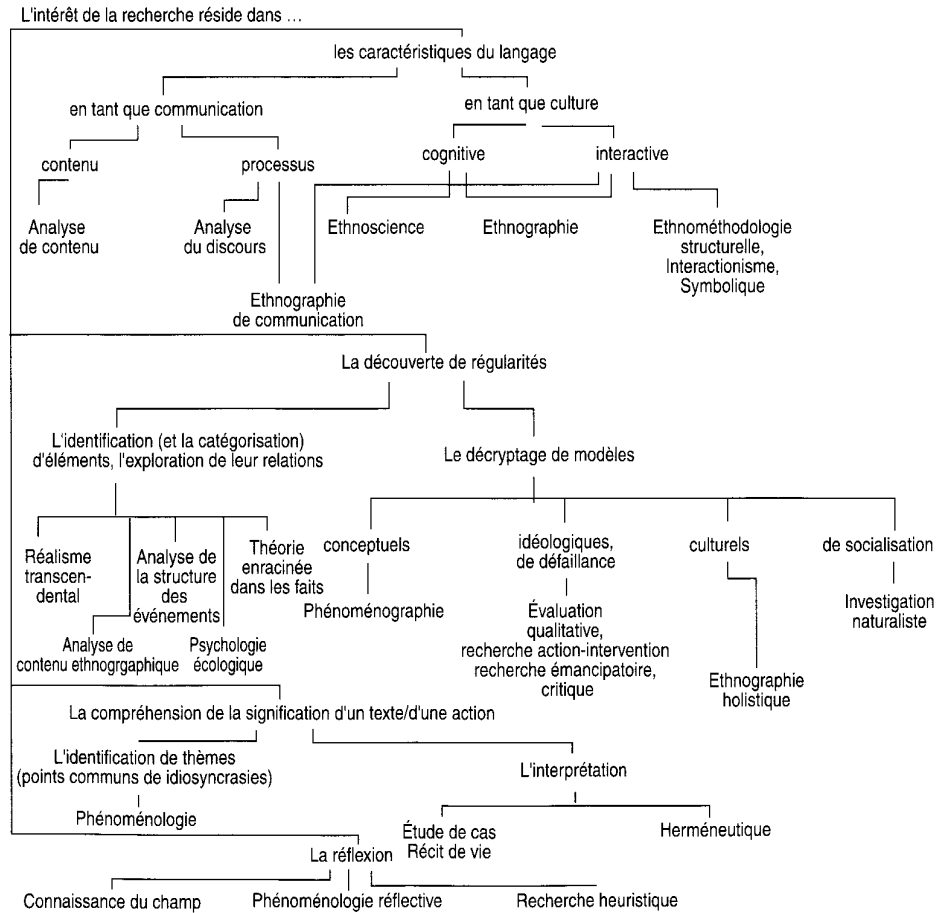 L'intérêt de la recherche réside dans ...
les caractéristiques du langage
en tant que communication
en tant que culture
contenu
processus
cognitive
interactive
Analyse
de contenu
Analyse
du discours
Ethnoscience
Ethnographie
Ethnométhodologie
structurelle,
Interactionisme,
Symbolique
Ethnographie
de communication
La découverte de régularités
L'identification (et la catégorisation)
d'éléments, l'exploration de leur relations
Le décryptage de modèles
Réalisme
transcen-
dental
Analyse de
la structure
des
événements
Théorie
enracinée
dans les faits
Analyse de
contenu ethnogrgaphique
Psychologie
écologique
conceptuels
Phénoménographie
idéologiques,
de défaillance
Évaluation
qualitative,
recherche action-intervention
recherche émancipatoire,
critique
culturels
Ethnographie
holistique
de socialisation
Investigation
naturaliste
La compréhension de la signification d'un texte/d'une action
L'identification de thèmes
(points communs de idiosyncrasies)
Phénoménologie
L'interprétation
Étude de cas
Récit de vie
Herméneutique
La réflexion
Connaissance du champ
Phénoménologie réflective
Recherche heuristique